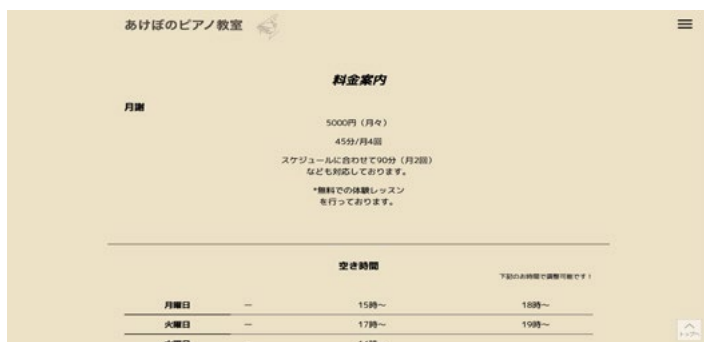 あけぼのピアノ教室
料金案内
月謝
5000円（月々）
45分/月4回
スケジュールに合わせて90分（月2回）
なども対応しております。
*無料での体験レッスン
を行っております。
空き時間
下記のお時間で調整可能です！
月曜日 ー 15時～ 18時～
火曜日 ー 17時～ 19時～
トップへ